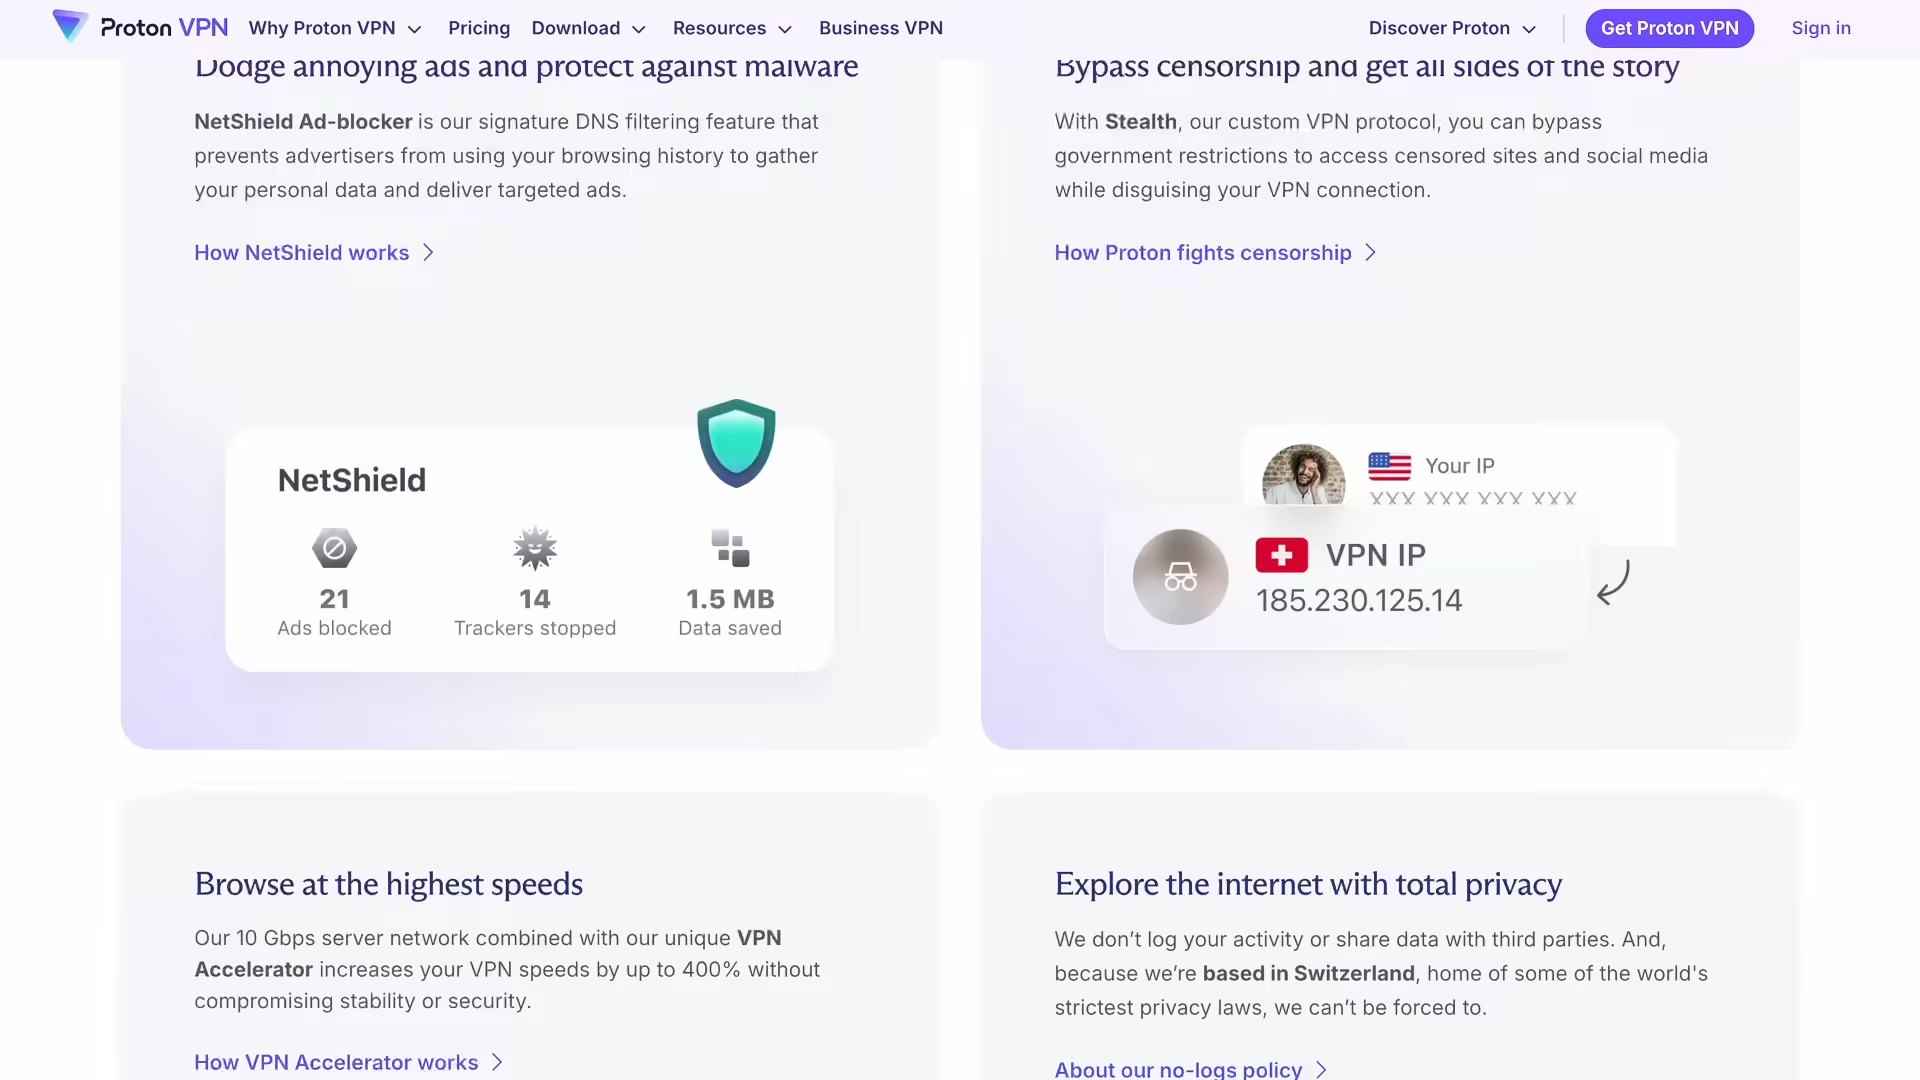 Proton VPN
Why Proton VPN
Pricing
Download
Resources
Business VPN
Discover Proton
Get Proton VPN
Sign in
Dodge annoying ads and protect against malware
NetShield Ad-blocker is our signature DNS filtering feature that
prevents advertisers from using your browsing history to gather
your personal data and deliver targeted ads.
How NetShield works
NetShield
21
Ads blocked
14
Trackers stopped
1.5 MB
Data saved
Bypass censorship and get all sides of the story
With Stealth, our custom VPN protocol, you can bypass
government restrictions to access censored sites and social media
while disguising your VPN connection.
How Proton fights censorship
Your IP
XXX XXX XXX XXX
VPN IP
185.230.125.14
Browse at the highest speeds
Our 10 Gbps server network combined with our unique VPN
Accelerator increases your VPN speeds by up to 400% without
compromising stability or security.
How VPN Accelerator works
Explore the internet with total privacy
We don’t log your activity or share data with third parties. And,
because we’re based in Switzerland, home of some of the world's
strictest privacy laws, we can’t be forced to.
About our no-logs policy